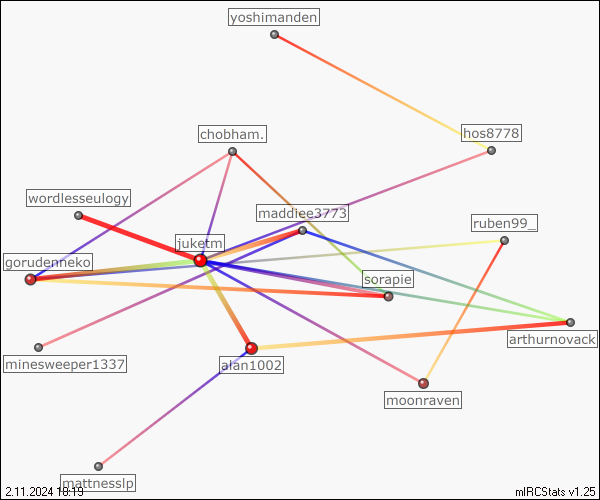 yoshimanden
chobham.
hos8778
wordlesseulogy
maddiee3773
ruben99_
juketm
gorudenneko
sorapie
arthurnovack
minesweeper1337
alan1002
moonraven
mattnesslp
2.11.2024 18:19
mIRCStats v1.25